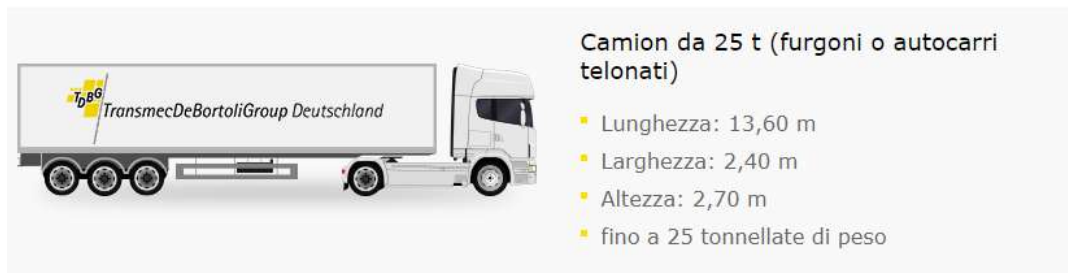 Camion da 25 t (furgoni o autocarri
telonati)
TDBG
TransmecDeBortoliGroup Deutschland
Lunghezza: 13,60 m
Larghezza: 2,40 m
Altezza: 2,70 m
fino a 25 tonnellate di peso